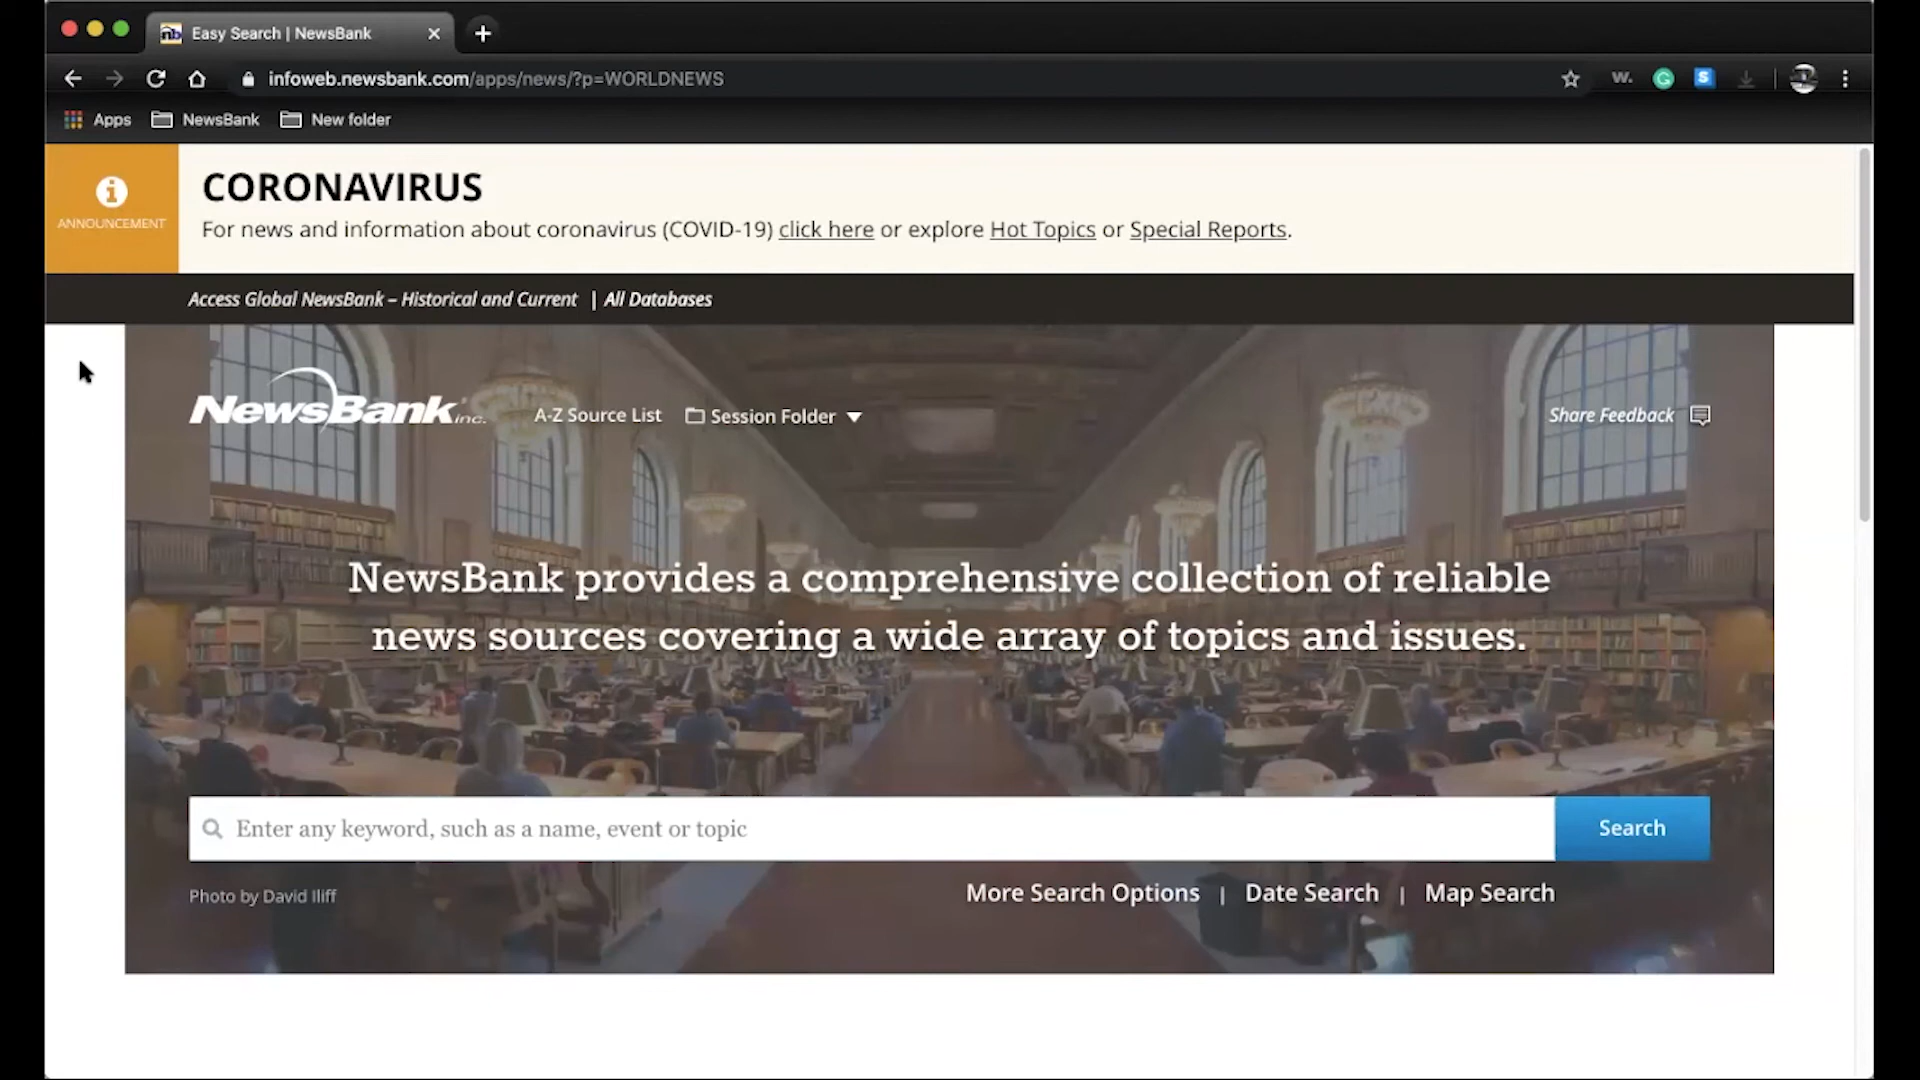 Easy Search | NewsBank
infoweb.newsbank.com/apps/news/?p=WORLDNEWS
W.
G
S
Apps NewsBank New folder
ANNOUNCEMENT
CORONAVIRUS
For news and information about coronavirus (COVID-19) click here or explore Hot Topics or Special Reports.
Access Global NewsBank – Historical and Current | All Databases
NewsBank inc. A-Z Source List Session Folder Share Feedback
NewsBank provides a comprehensive collection of reliable
news sources covering a wide array of topics and issues.
Enter any keyword, such as a name, event or topic Search
Photo by David Iliff More Search Options | Date Search | Map Search